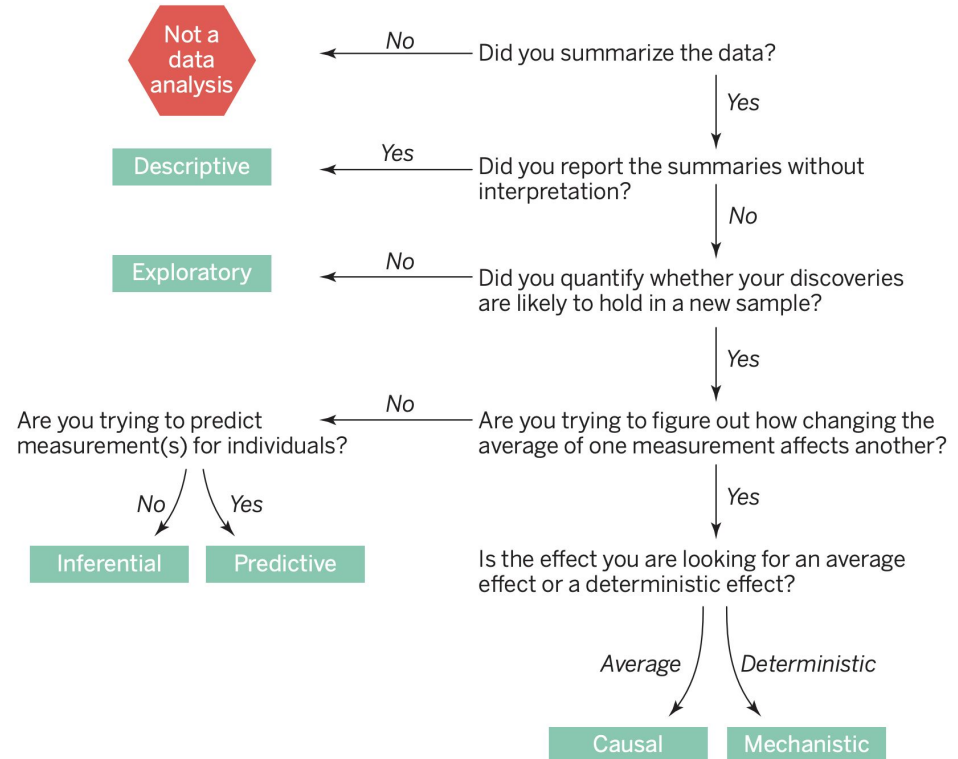 Not a
data
analysis
No
Did you summarize the data?
Yes
Descriptive
Yes
Did you report the summaries without
interpretation?
No
Exploratory
No
Did you quantify whether your discoveries
are likely to hold in a new sample?
Yes
Are you trying to predict
measurement(s) for individuals?
No
Are you trying to figure out how changing the
average of one measurement affects another?
No
Yes
Yes
Inferential
Predictive
Is the effect you are looking for an average
effect or a deterministic effect?
Average
Deterministic
Causal
Mechanistic